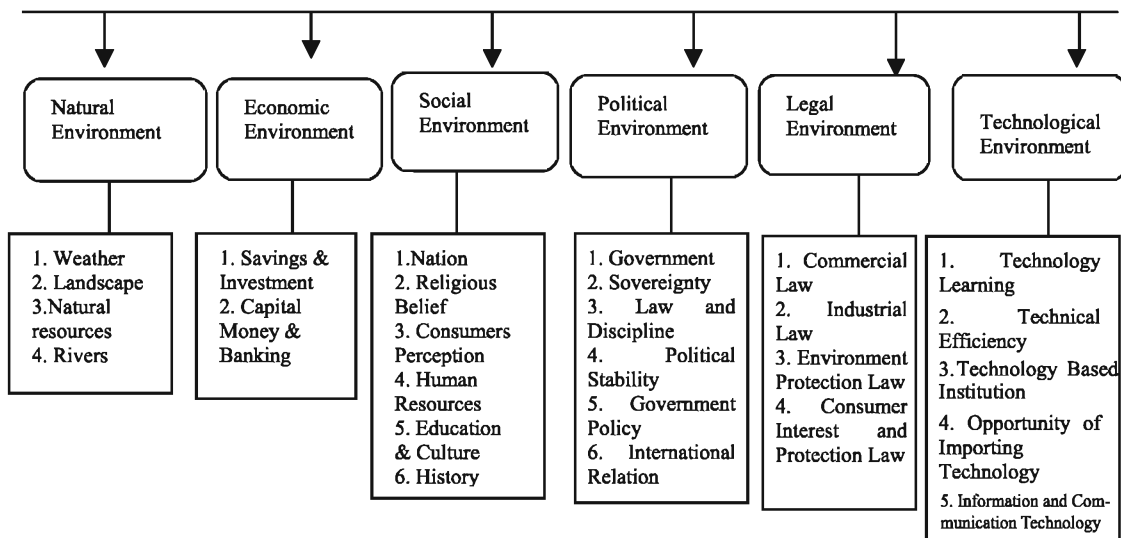 Natural
Environment
Economic
Environment
Social
Environment
Political
Environment
Legal
Environment
Technological
Environment
1. Weather
2. Landscape
3.Natural
resources
4. Rivers
1. Savings &
Investment
2. Capital
Money &
Banking
1.Nation
2. Religious
Belief
3. Consumers
Perception
4. Human
Resources
5. Education
& Culture
6. History
1. Government
2. Sovereignty
3. Law and
Discipline
4. Political
Stability
5. Government
Policy
6. International
Relation
1. Commercial
Law
2. Industrial
Law
3. Environment
Protection Law
4. Consumer
Interest and
Protection Law
1. Technology
Learning
2. Technical
Efficiency
3.Technology Based
Institution
4. Opportunity of
Importing
Technology
5. Information and Com-
munication Technology